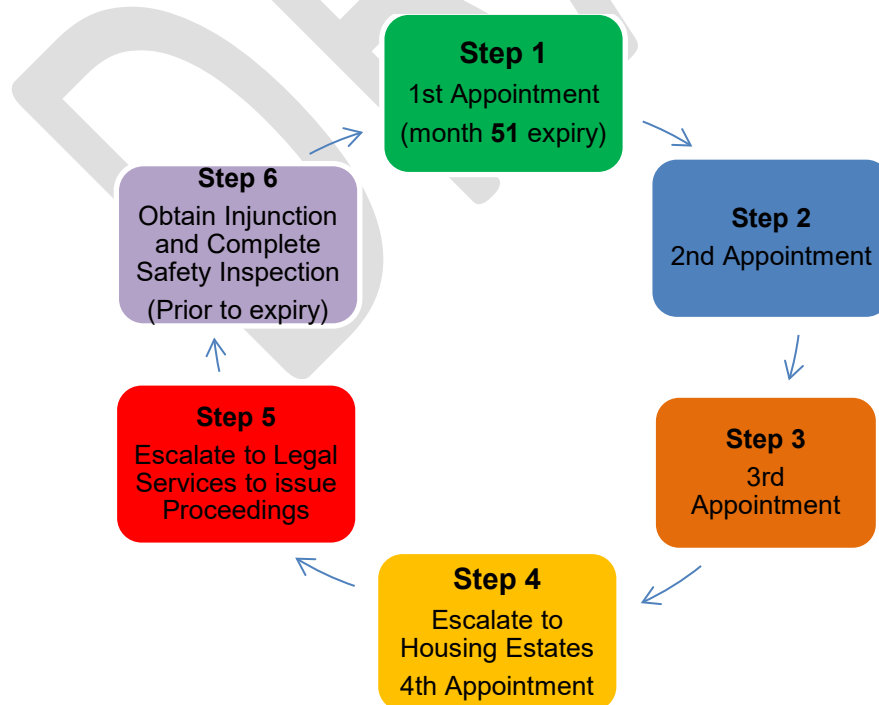 Step 1
1st Appointment
(month 51 expiry)
Step 2
2nd Appointment
Step 3
3rd
Appointment
Step 4
Escalate to
Housing Estates
4th Appointment
Step 5
Escalate to Legal
Services to issue
Proceedings
Step 6
Obtain Injunction
and Complete
Safety Inspection
(Prior to expiry)